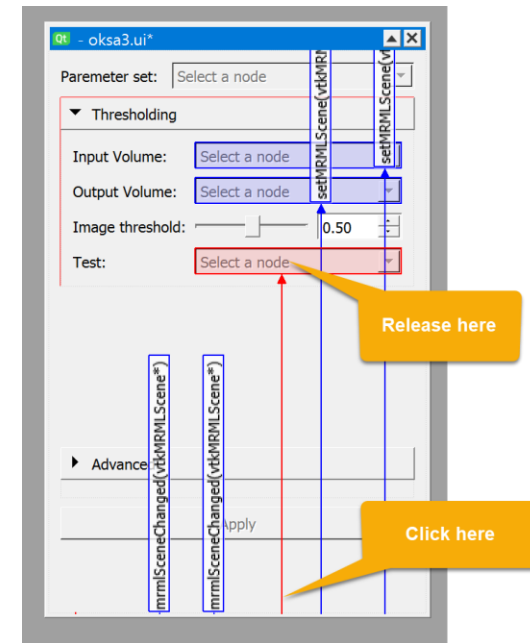 Qt - oksa3.ui*
Paremeter set: Select a node
Thresholding
Input Volume: Select a node
Output Volume: Select a node
Image threshold: 0.50
Test: Select a node
Release here
setMRMLScene(vtkMRM
setMRMLScene(vt
mrmlSceneChanged(vtkMRMLScene*)
mrmlSceneChanged(vtkMRMLScene*)
Advance
Apply
Click here